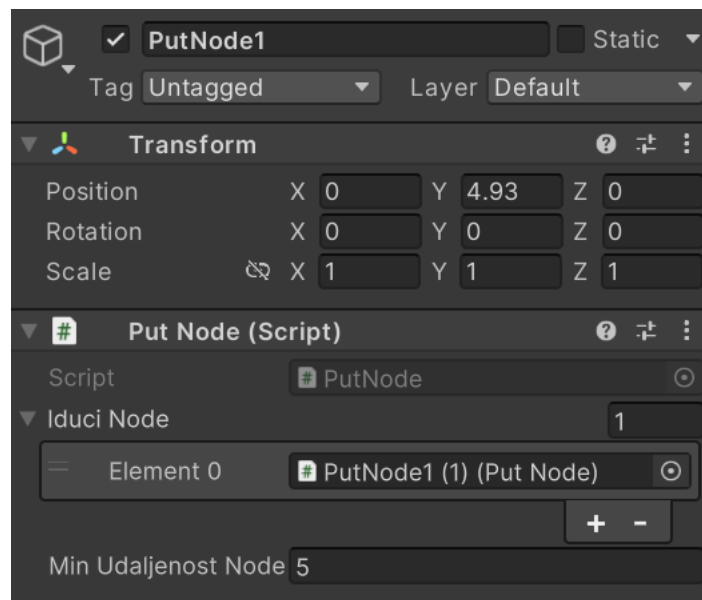 PutNode1 Static
Tag Untagged Layer Default
Transform
Position X 0 Y 4.93 Z 0
Rotation X 0 Y 0 Z 0
Scale X 1 Y 1 Z 1
# Put Node (Script)
Script # PutNode
Iduci Node 1
Element 0 # PutNode1 (1) (Put Node)
+ -
Min Udaljenost Node 5